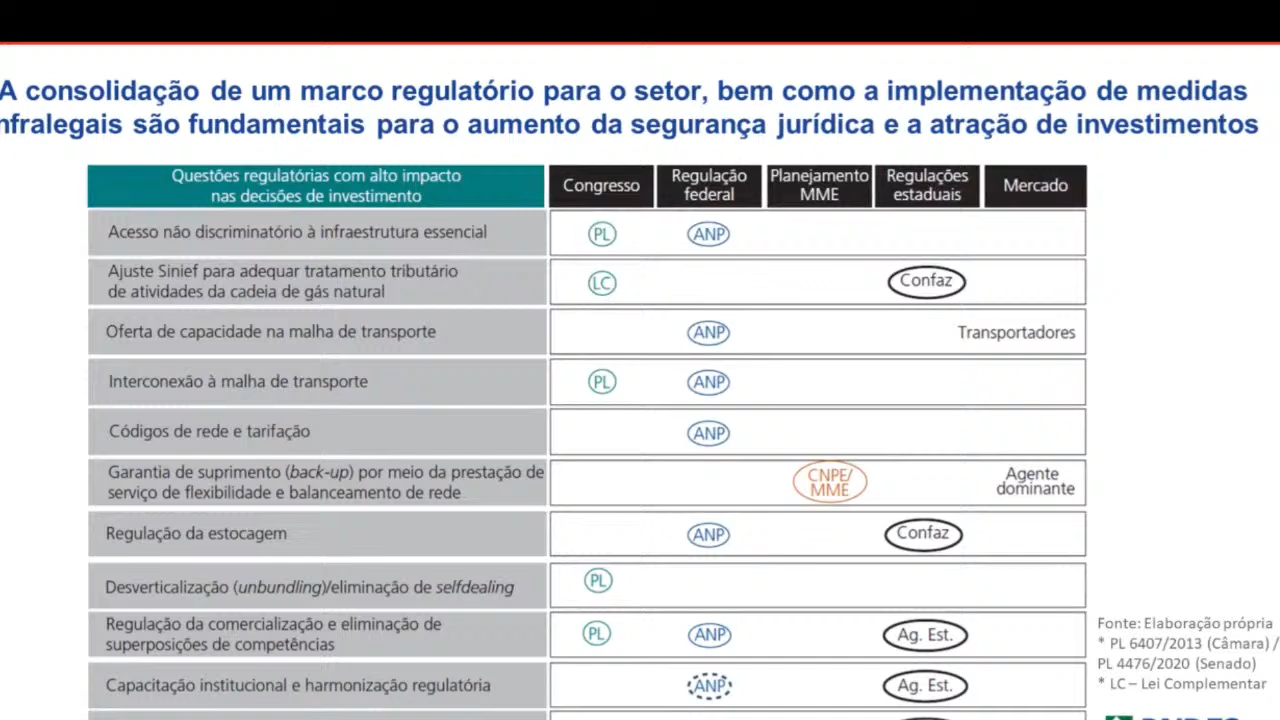 A consolidação de um marco regulatório para o setor, bem como a implementação de medidas
nfralegais são fundamentais para o aumento da segurança jurídica e a atração de investimentos
Questões regulatórias com alto impacto
nas decisões de investimento
Congresso
Regulação
federal
Planejamento
MME
Regulações
estaduais
Mercado
Acesso não discriminatório à infraestrutura essencial
PL
ANP
Ajuste Sinief para adequar tratamento tributário
de atividades da cadeia de gás natural
LC
Confaz
Oferta de capacidade na malha de transporte
ANP
Transportadores
Interconexão à malha de transporte
PL
ANP
Códigos de rede e tarifação
ANP
Garantia de suprimento (back-up) por meio da prestação de
serviço de flexibilidade e balanceamento de rede
CNPE/
MME
Agente
dominante
Regulação da estocagem
ANP
Confaz
Desverticalização (unbundling)/eliminação de selfdealing
PL
Regulação da comercialização e eliminação de
superposições de competências
PL
ANP
Ag. Est.
Capacitação institucional e harmonização regulatória
ANP
Ag. Est.
Fonte: Elaboração própria
* PL 6407/2013 (Câmara) /
PL 4476/2020 (Senado)
* LC – Lei Complementar